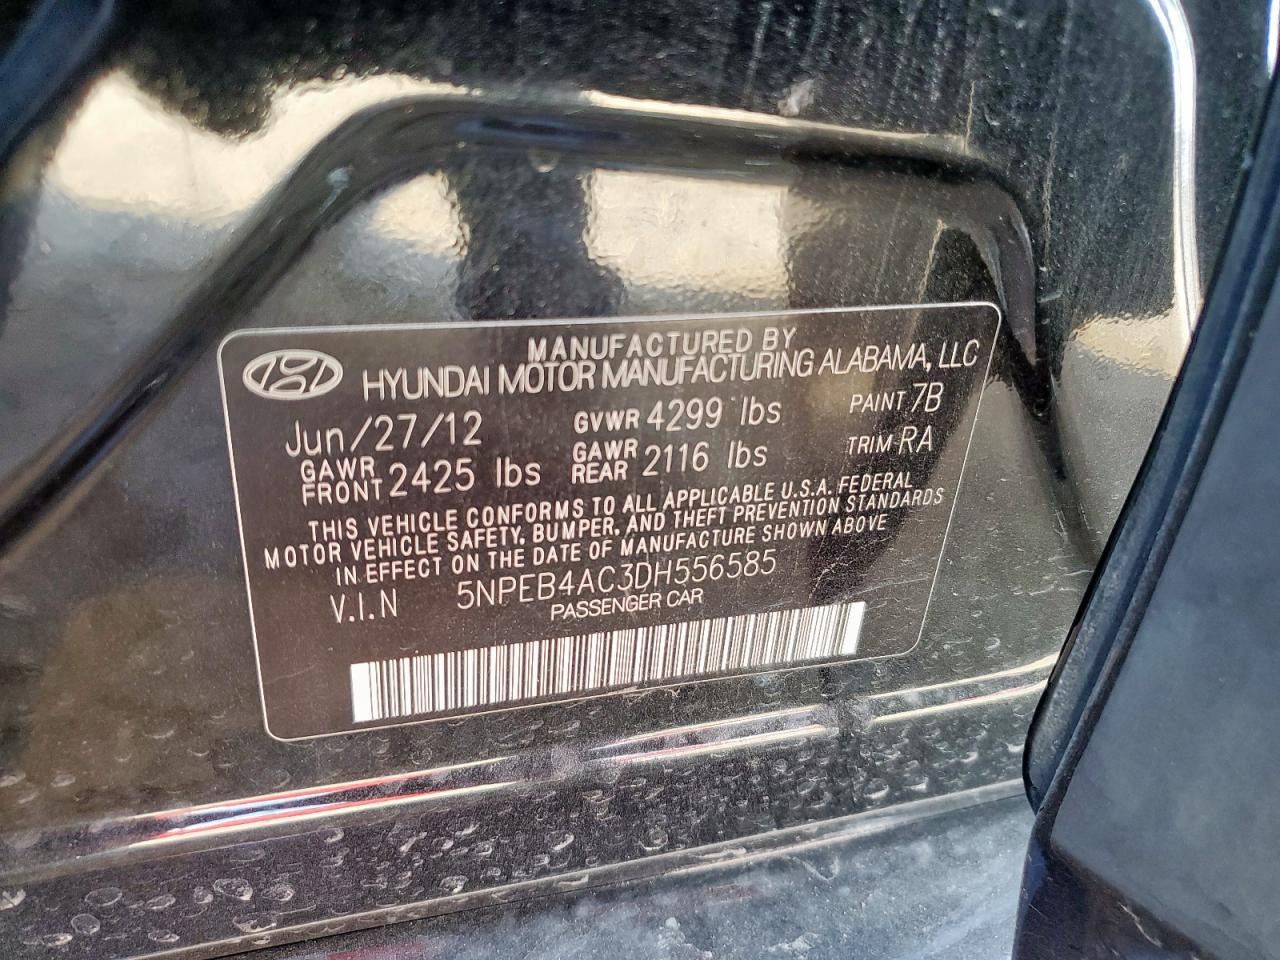 MANUFACTURED BY
HYUNDAI MOTOR MANUFACTURING ALABAMA, LLC
Jun/27/12 GVWR 4299 lbs PAINT 7B
GAWR FRONT 2425 lbs GAWR REAR 2116 lbs TRIM RA
THIS VEHICLE CONFORMS TO ALL APPLICABLE U.S.A. FEDERAL
MOTOR VEHICLE SAFETY, BUMPER, AND THEFT PREVENTION STANDARDS
IN EFFECT ON THE DATE OF MANUFACTURE SHOWN ABOVE
V.I.N 5NPEB4AC3DH556585
PASSENGER CAR